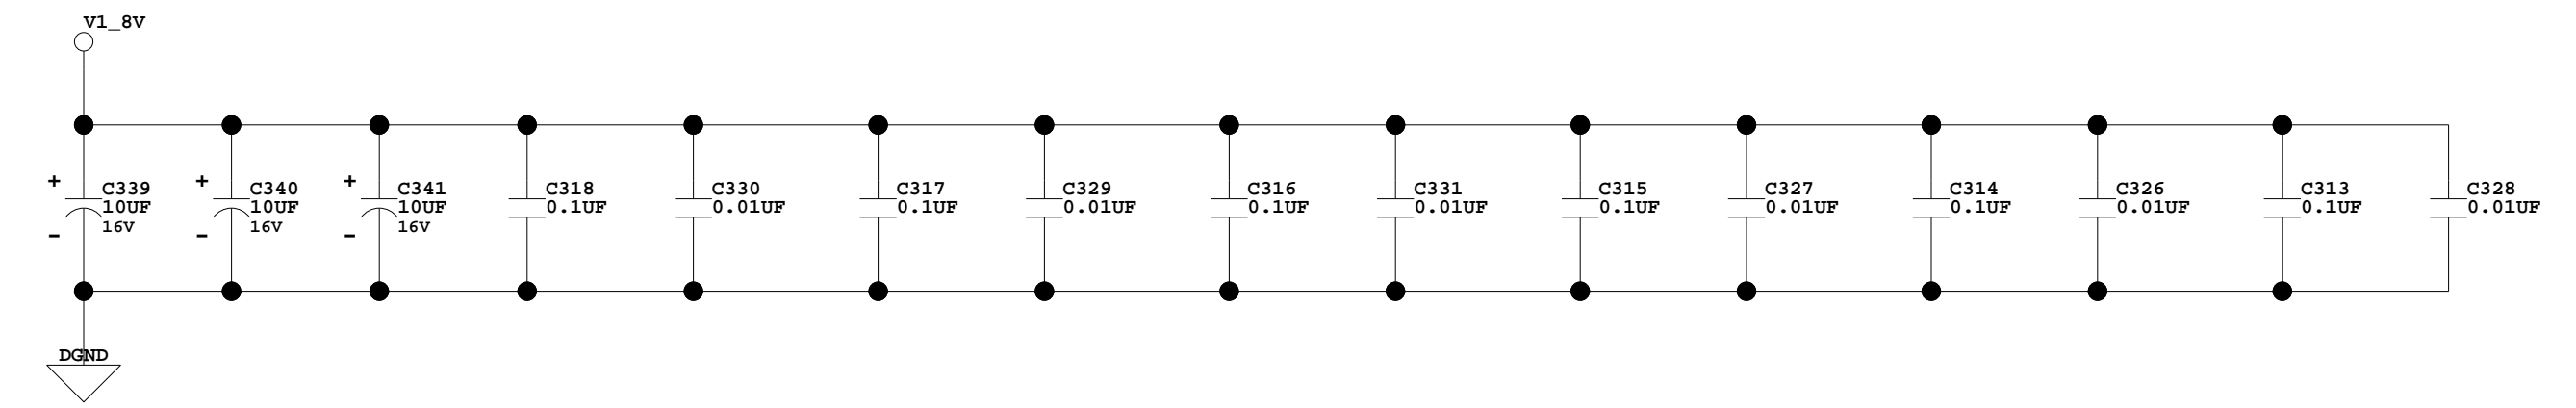 V1_8V
+
C339
10UF
16V
-
+
C340
10UF
16V
-
+
C341
10UF
16V
-
C318
0.1UF
C330
0.01UF
C317
0.1UF
C329
0.01UF
C316
0.1UF
C331
0.01UF
C315
0.1UF
C327
0.01UF
C314
0.1UF
C326
0.01UF
C313
0.1UF
C328
0.01UF
DGND